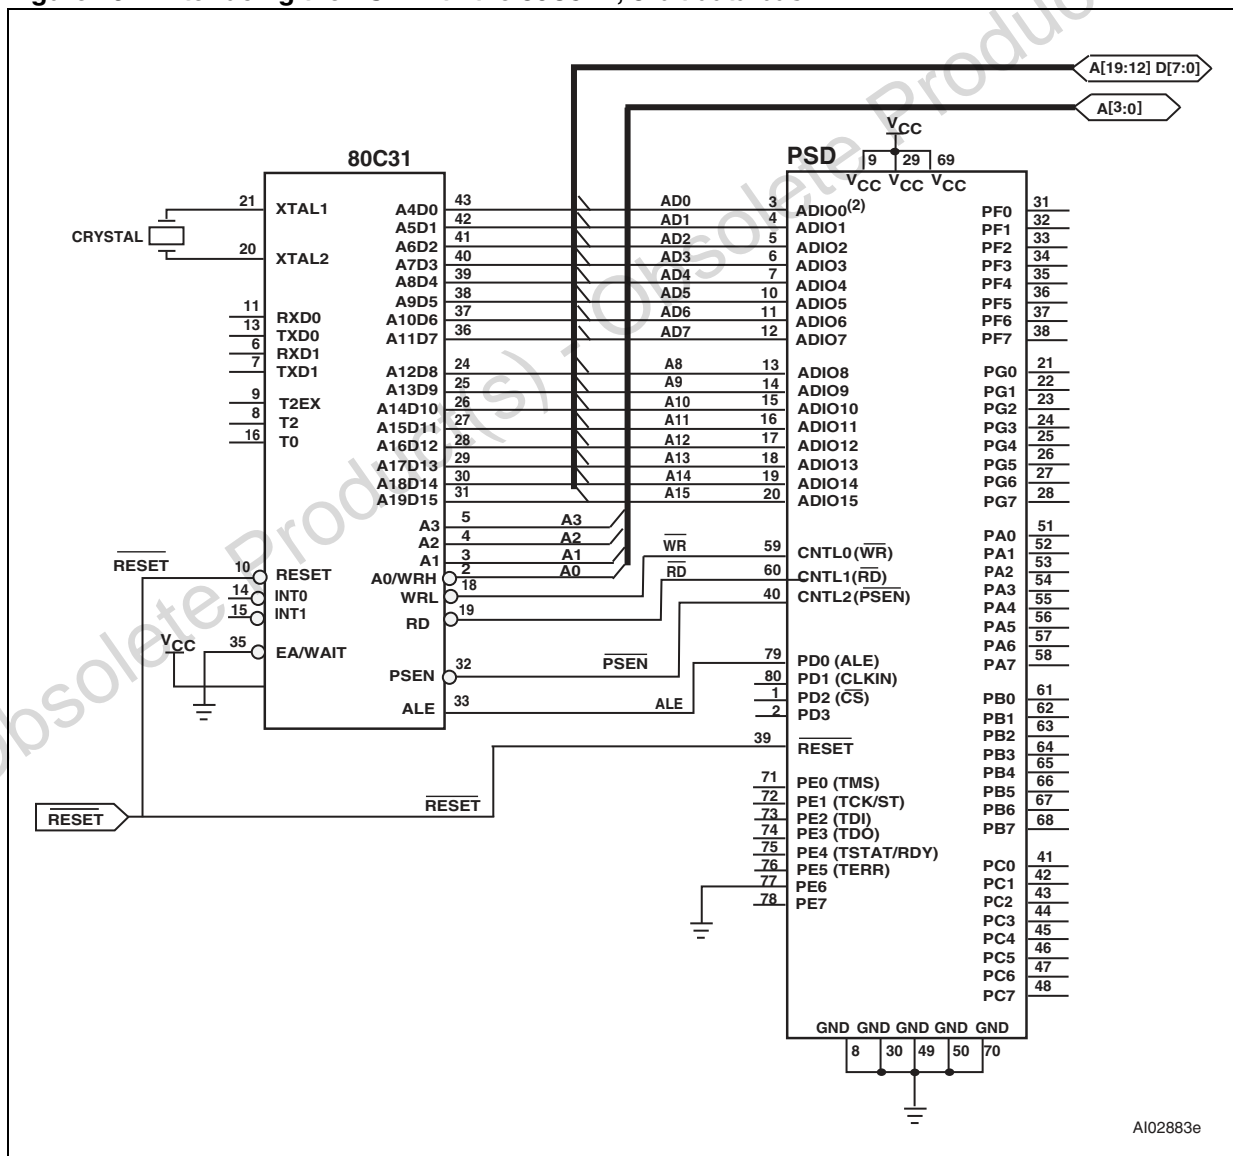 A[19:12] D[7:0]
A[3:0]
VCC
80C31
PSD
9 29 69
VCC VCC VCC
CRYSTAL
21 XTAL1
20 XTAL2
11 RXD0
13 TXD0
6 RXD1
7 TXD1
9 T2EX
8 T2
16 T0
RESET
10 RESET
14 INT0
15 INT1
VCC
35 EA/WAIT
A4D0 43 AD0 3 ADIO0(2)
A5D1 42 AD1 4 ADIO1
A6D2 41 AD2 5 ADIO2
A7D3 40 AD3 6 ADIO3
A8D4 39 AD4 7 ADIO4
A9D5 38 AD5 10 ADIO5
A10D6 37 AD6 11 ADIO6
A11D7 36 AD7 12 ADIO7
A12D8 24 A8 13 ADIO8
A13D9 25 A9 14 ADIO9
A14D10 26 A10 15 ADIO10
A15D11 27 A11 16 ADIO11
A16D12 28 A12 17 ADIO12
A17D13 29 A13 18 ADIO13
A18D14 30 A14 19 ADIO14
A19D15 31 A15 20 ADIO15
A3 5 A3
A2 4 A2
A1 3 A1
A0/WRH 2 A0
WRL 18 WR 59 CNTL0(WR)
RD 19 RD 60 CNTL1(RD)
PSEN 32 PSEN 40 CNTL2(PSEN)
ALE 33 ALE 79 PD0 (ALE)
80 PD1 (CLKIN)
1 PD2 (CS)
2 PD3
RESET RESET 39 RESET
71 PE0 (TMS)
72 PE1 (TCK/ST)
73 PE2 (TDI)
74 PE3 (TDO)
75 PE4 (TSTAT/RDY)
76 PE5 (TERR)
77 PE6
78 PE7
PF0 31
PF1 32
PF2 33
PF3 34
PF4 35
PF5 36
PF6 37
PF7 38
PG0 21
PG1 22
PG2 23
PG3 24
PG4 25
PG5 26
PG6 27
PG7 28
PA0 51
PA1 52
PA2 53
PA3 54
PA4 55
PA5 56
PA6 57
PA7 58
PB0 61
PB1 62
PB2 63
PB3 64
PB4 65
PB5 66
PB6 67
PB7 68
PC0 41
PC1 42
PC2 43
PC3 44
PC4 45
PC5 46
PC6 47
PC7 48
GND GND GND GND GND
8 30 49 50 70
AI02883e
Obsolete Product(s) - Obsolete Produc